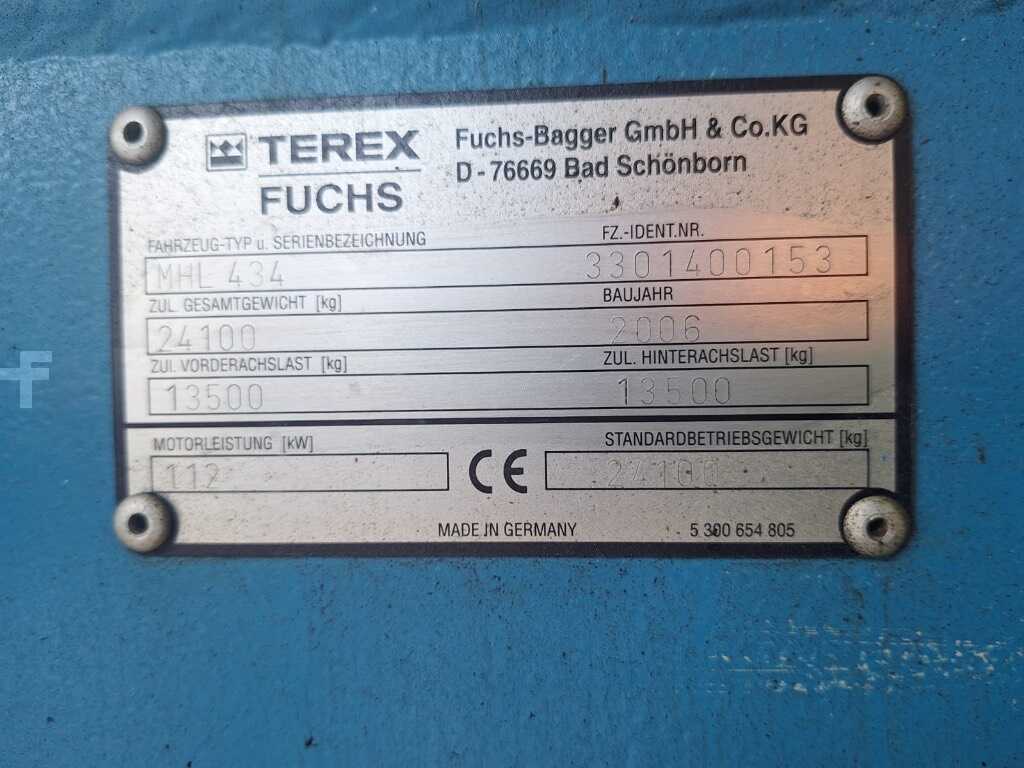 TEREX
FUCHS
Fuchs-Bagger GmbH & Co.KG
D-76669 Bad Schönborn
FAHRZEUG-TYP u. SERIENBEZEICHNUNG FZ.-IDENT.NR.
MHL 434 3301400153
ZUL. GESAMTGEWICHT [kg] BAUJAHR
24100 2006
ZUl. VORDERACHSLAST [kg] ZUL. HINTERACHSLAST [kg]
13500 13500
MOTORLEISTUNG [kW] STANDARDBETRIEBSGEWICHT [kg]
112 CE 24100
MADE IN GERMANY 5 300 654 805